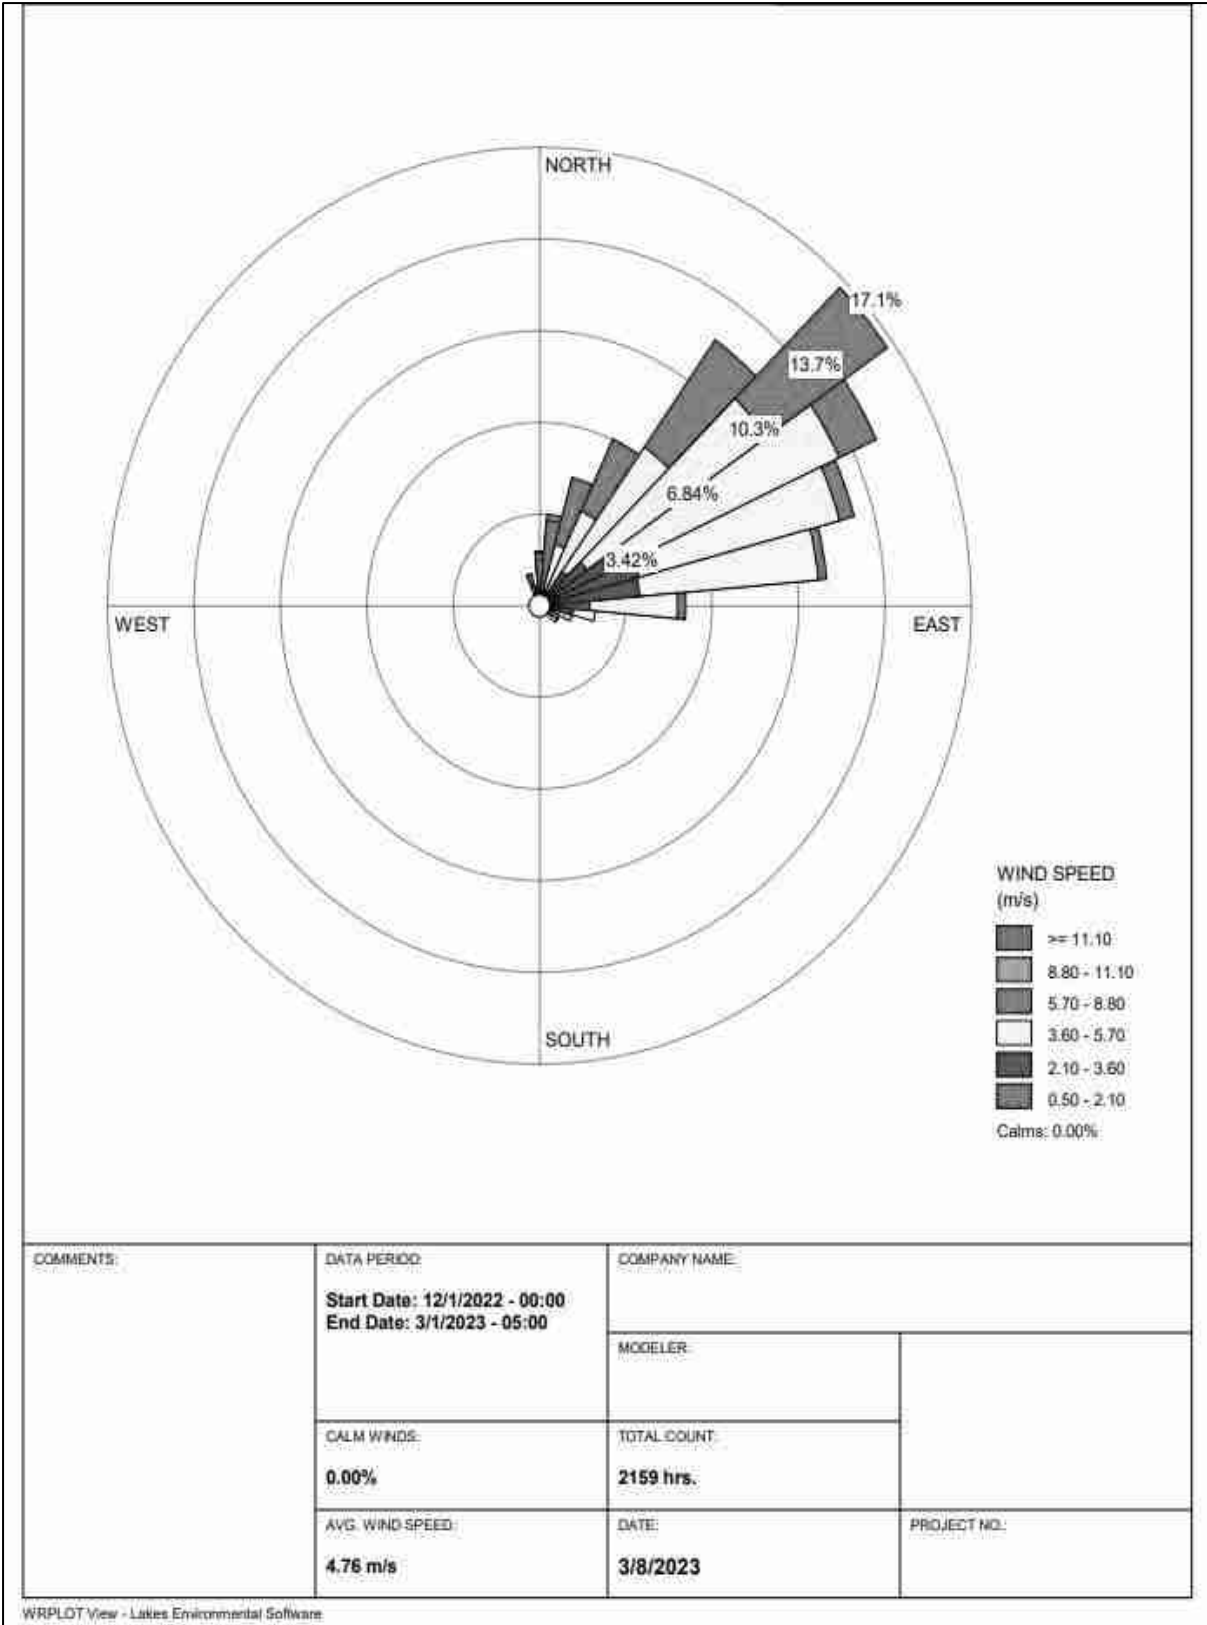 NORTH
17.1%
13.7%
10.3%
6.84%
3.42%
WEST
EAST
SOUTH
WIND SPEED
(m/s)
>= 11.10
8.80 - 11.10
5.70 - 8.80
3.60 - 5.70
2.10 - 3.60
0.50 - 2.10
Calms: 0.00%
COMMENTS:
DATA PERIOD:
Start Date: 12/1/2022 - 00:00
End Date: 3/1/2023 - 05:00
COMPANY NAME:
MODELER:
CALM WINDS:
0.00%
TOTAL COUNT:
2159 hrs.
AVG. WIND SPEED:
4.76 m/s
DATE:
3/8/2023
PROJECT NO.:
WRPLOT View - Lakes Environmental Software